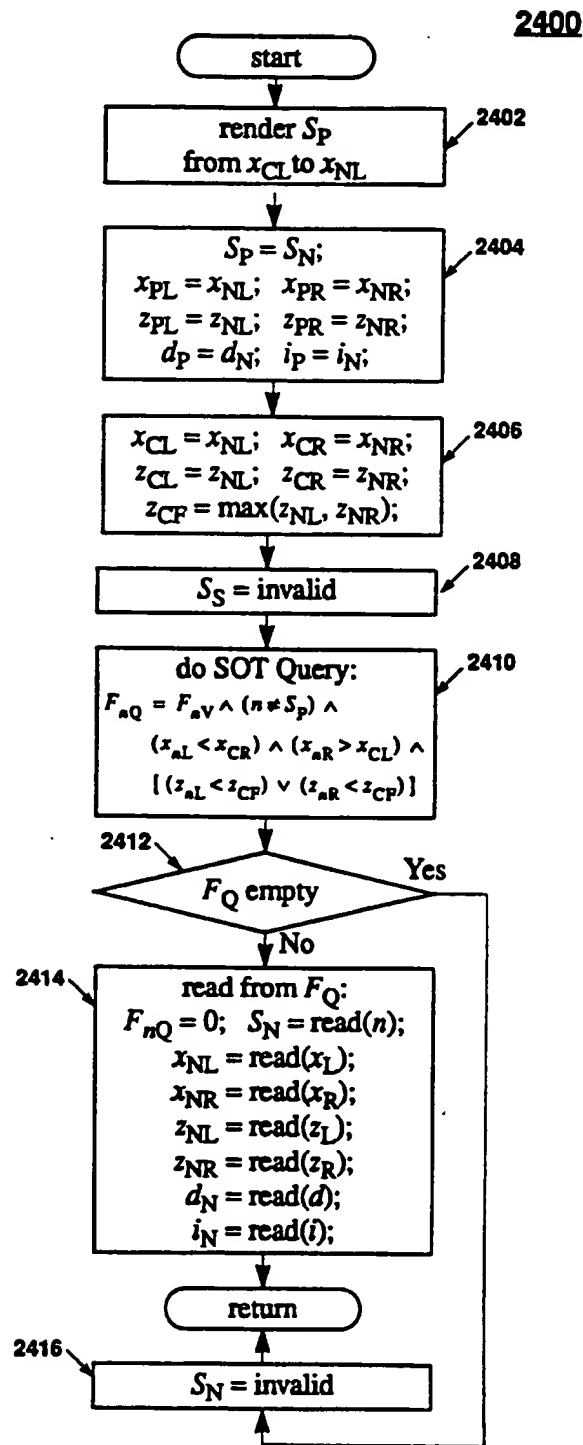 2400
start
2402
render S_P
from x_CL to x_NL
2404
S_P = S_N;
x_PL = x_NL; x_PR = x_NR;
z_PL = z_NL; z_PR = z_NR;
d_P = d_N; i_P = i_N;
2406
x_CL = x_NL; x_CR = x_NR;
z_CL = z_NL; z_CR = z_NR;
z_CF = max(z_NL, z_NR);
2408
S_S = invalid
2410
do SOT Query:
F_nQ = F_nV ∧ (n ≠ S_P) ∧
(x_nL < x_CR) ∧ (x_nR > x_CL) ∧
[(z_nL < z_CF) ∨ (z_nR < z_CF)]
2412
F_Q empty
Yes
No
2414
read from F_Q:
F_nQ = 0; S_N = read(n);
x_NL = read(x_L);
x_NR = read(x_R);
z_NL = read(z_L);
z_NR = read(z_R);
d_N = read(d);
i_N = read(i);
return
2416
S_N = invalid